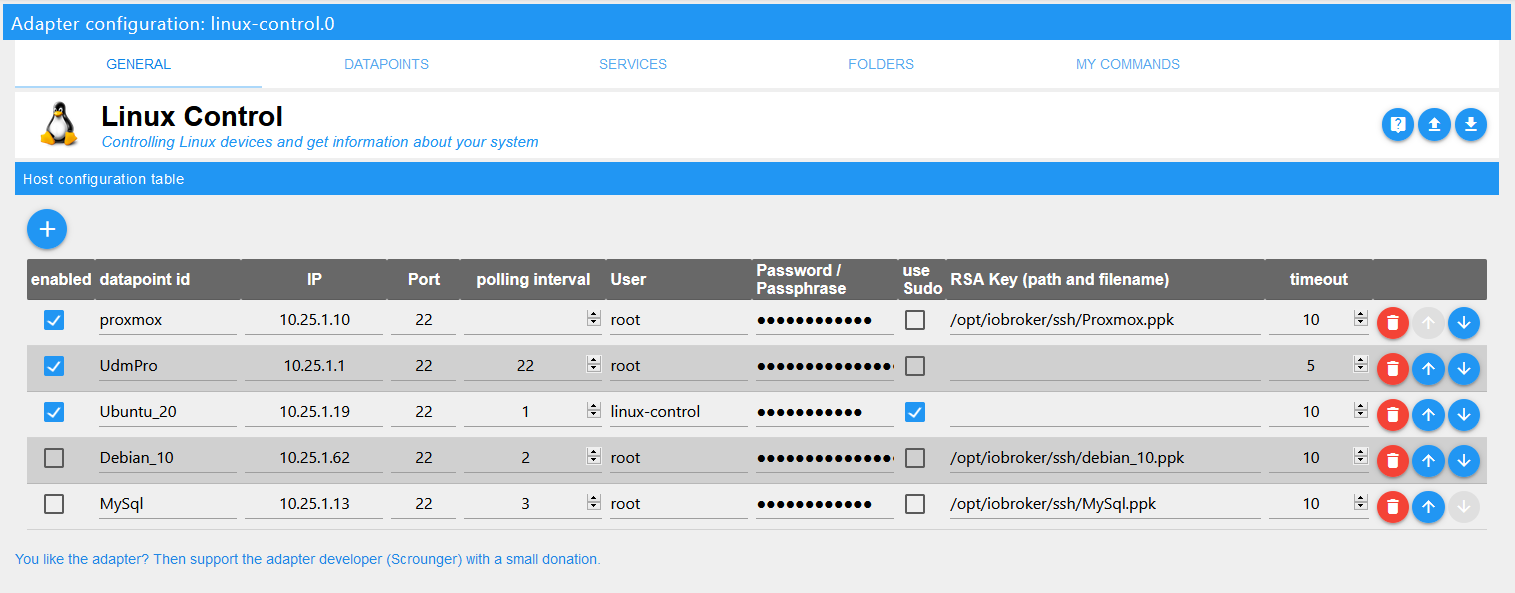 Adapter configuration: linux-control.0
GENERAL DATAPOINTS SERVICES FOLDERS MY COMMANDS
Linux Control
Controlling Linux devices and get information about your system
Host configuration table
enabled datapoint id IP Port polling interval User Password / Passphrase use Sudo RSA Key (path and filename) timeout
proxmox 10.25.1.10 22 root ●●●●●●●●●●●● /opt/iobroker/ssh/Proxmox.ppk 10
UdmPro 10.25.1.1 22 22 root ●●●●●●●●●●●●●● 5
Ubuntu_20 10.25.1.19 22 1 linux-control ●●●●●●●●●●● 10
Debian_10 10.25.1.62 22 2 root ●●●●●●●●●●●●●● /opt/iobroker/ssh/debian_10.ppk 10
MySql 10.25.1.13 22 3 root ●●●●●●●●●●●● /opt/iobroker/ssh/MySql.ppk 10
You like the adapter? Then support the adapter developer (Scrounger) with a small donation.